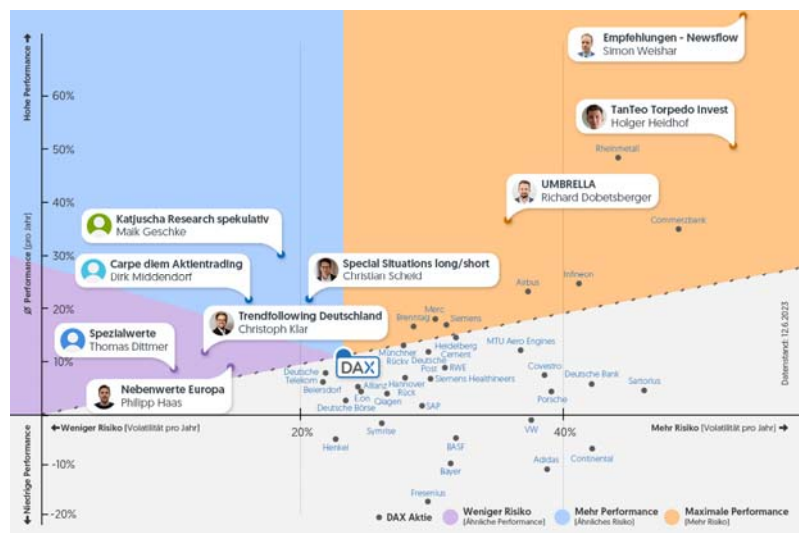 Hohe Performance →
Ø Performance (pro Jahr)
←Niedrige Performance
60%
50%
40%
30%
20%
10%
-10%
-20%
Empfehlungen - Newsflow
Simon Weishar
TanTeo Torpedo Invest
Holger Heidhof
Rheinmetall
UMBRELLA
Richard Dobetsberger
Commerzbank
Katjuscha Research spekulativ
Maik Geschke
Carpe diem Aktientrading
Dirk Middendorf
Special Situations long/short
Christian Scheid
Airbus
Infineon
Trendfollowing Deutschland
Christoph Klar
Brenntag
Merc
Siemens
Spezialwerte
Thomas Dittmer
Münchner
Rückv
Heidelberg
Cement
MTU Aero Engines
Deutsche
Post
RWE
DAX
Deutsche
Telekom
Siemens Healthineers
Covestro
Deutsche Bank
Sartorius
Nebenwerte Europa
Philipp Haas
Beiersdorf
Allianz
Hannover
Rück
Eon
Qiagen
Porsche
Deutsche Börse
SAP
←Weniger Risiko (Volatilität pro Jahr)
20%
40%
Mehr Risiko (Volatilität pro Jahr) →
Symrise
VW
Henkel
BASF
Bayer
Adidas
Continental
Fresenius
DAX Aktie
Weniger Risiko
(Ähnliche Performance)
Mehr Performance
(Ähnliches Risiko)
Maximale Performance
(Mehr Risiko)
Datenstand: 12.6.2023